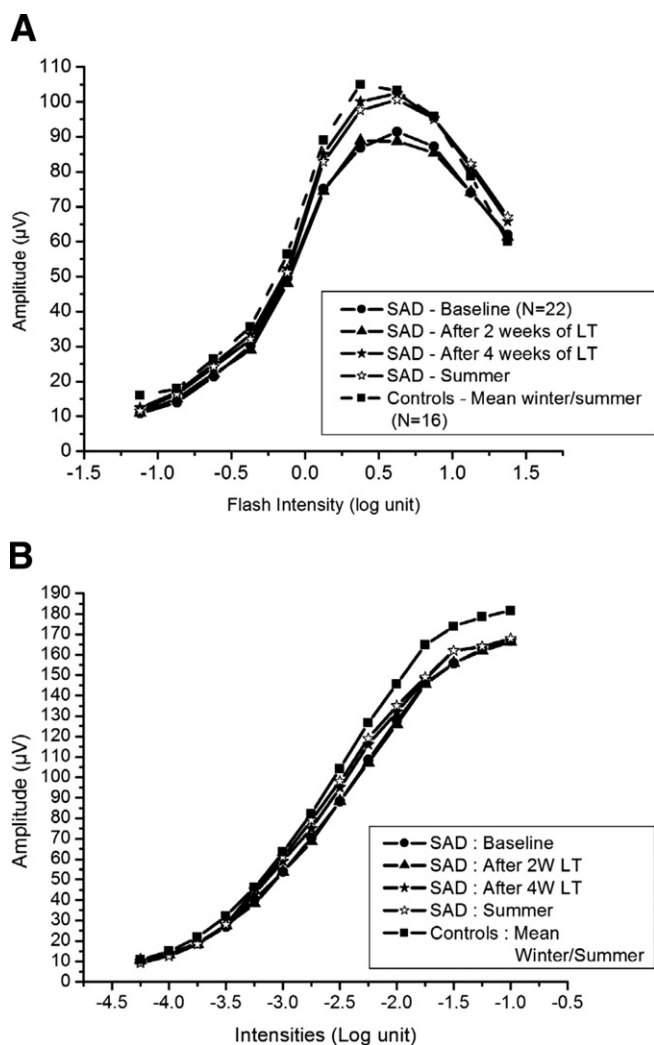 A
110
100
90
80
70
60
50
40
30
20
10
0
Amplitude (µV)
SAD - Baseline (N=22)
SAD - After 2 weeks of LT
SAD - After 4 weeks of LT
SAD - Summer
Controls - Mean winter/summer
(N=16)
-1.5 -1.0 -0.5 0.0 0.5 1.0 1.5
Flash Intensity (log unit)
B
190
180
170
160
150
140
130
120
110
100
90
80
70
60
50
40
30
20
10
0
Amplitude (µV)
SAD : Baseline
SAD : After 2W LT
SAD : After 4W LT
SAD : Summer
Controls : Mean
Winter/Summer
-4.5 -4.0 -3.5 -3.0 -2.5 -2.0 -1.5 -1.0 -0.5
Intensities (Log unit)